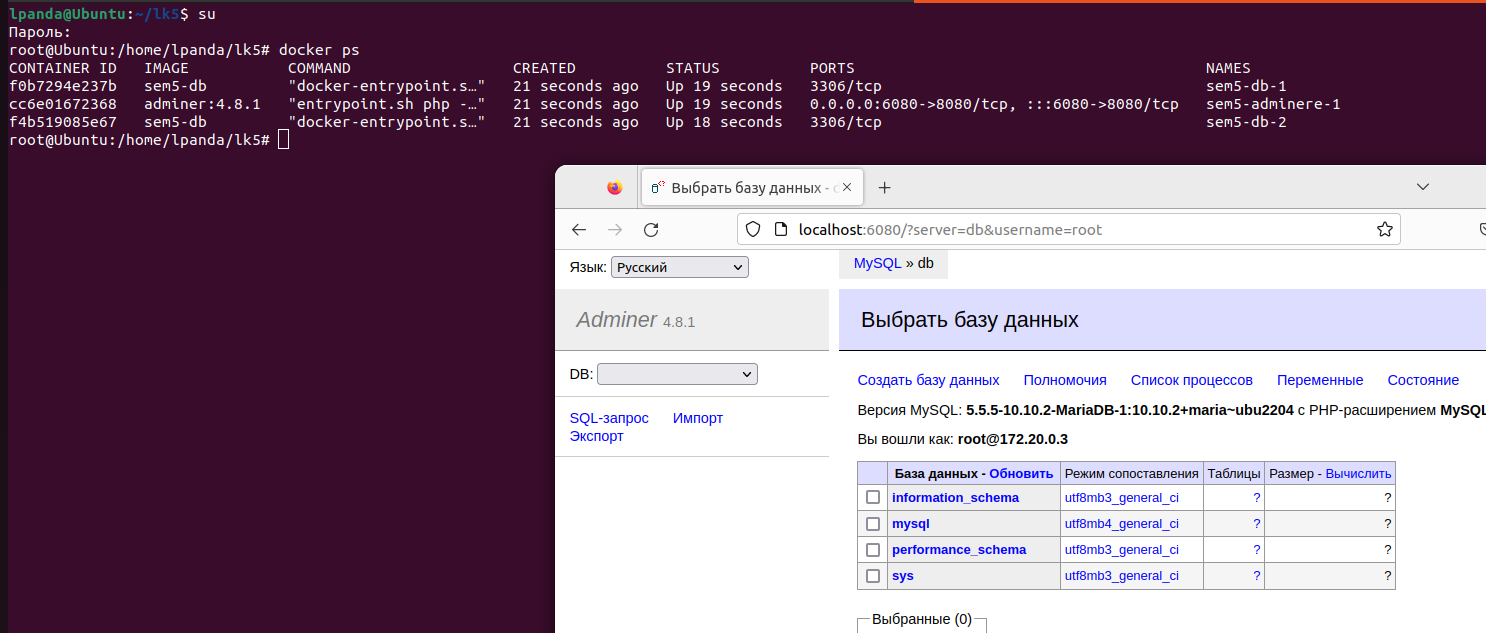 lpanda@Ubuntu:~/lk5$ su
Пароль:
root@Ubuntu:/home/lpanda/lk5# docker ps
CONTAINER ID IMAGE COMMAND CREATED STATUS PORTS NAMES
f0b7294e237b sem5-db "docker-entrypoint.s…" 21 seconds ago Up 19 seconds 3306/tcp sem5-db-1
cc6e01672368 adminer:4.8.1 "entrypoint.sh php -…" 21 seconds ago Up 19 seconds 0.0.0.0:6080->8080/tcp, :::6080->8080/tcp sem5-adminere-1
f4b519085e67 sem5-db "docker-entrypoint.s…" 21 seconds ago Up 18 seconds 3306/tcp sem5-db-2
root@Ubuntu:/home/lpanda/lk5#
Выбрать базу данных -
localhost:6080/?server=db&username=root
Язык: Русский
MySQL » db
Adminer 4.8.1
Выбрать базу данных
DB:
SQL-запрос Импорт
Экспорт
Создать базу данных Полномочия Список процессов Переменные Состояние
Версия MySQL: 5.5.5-10.10.2-MariaDB-1:10.10.2+maria~ubu2204 с PHP-расширением MySQL
Вы вошли как: root@172.20.0.3
База данных - Обновить Режим сопоставления Таблицы Размер - Вычислить
information_schema utf8mb3_general_ci ? ?
mysql utf8mb4_general_ci ? ?
performance_schema utf8mb3_general_ci ? ?
sys utf8mb3_general_ci ? ?
Выбранные (0)